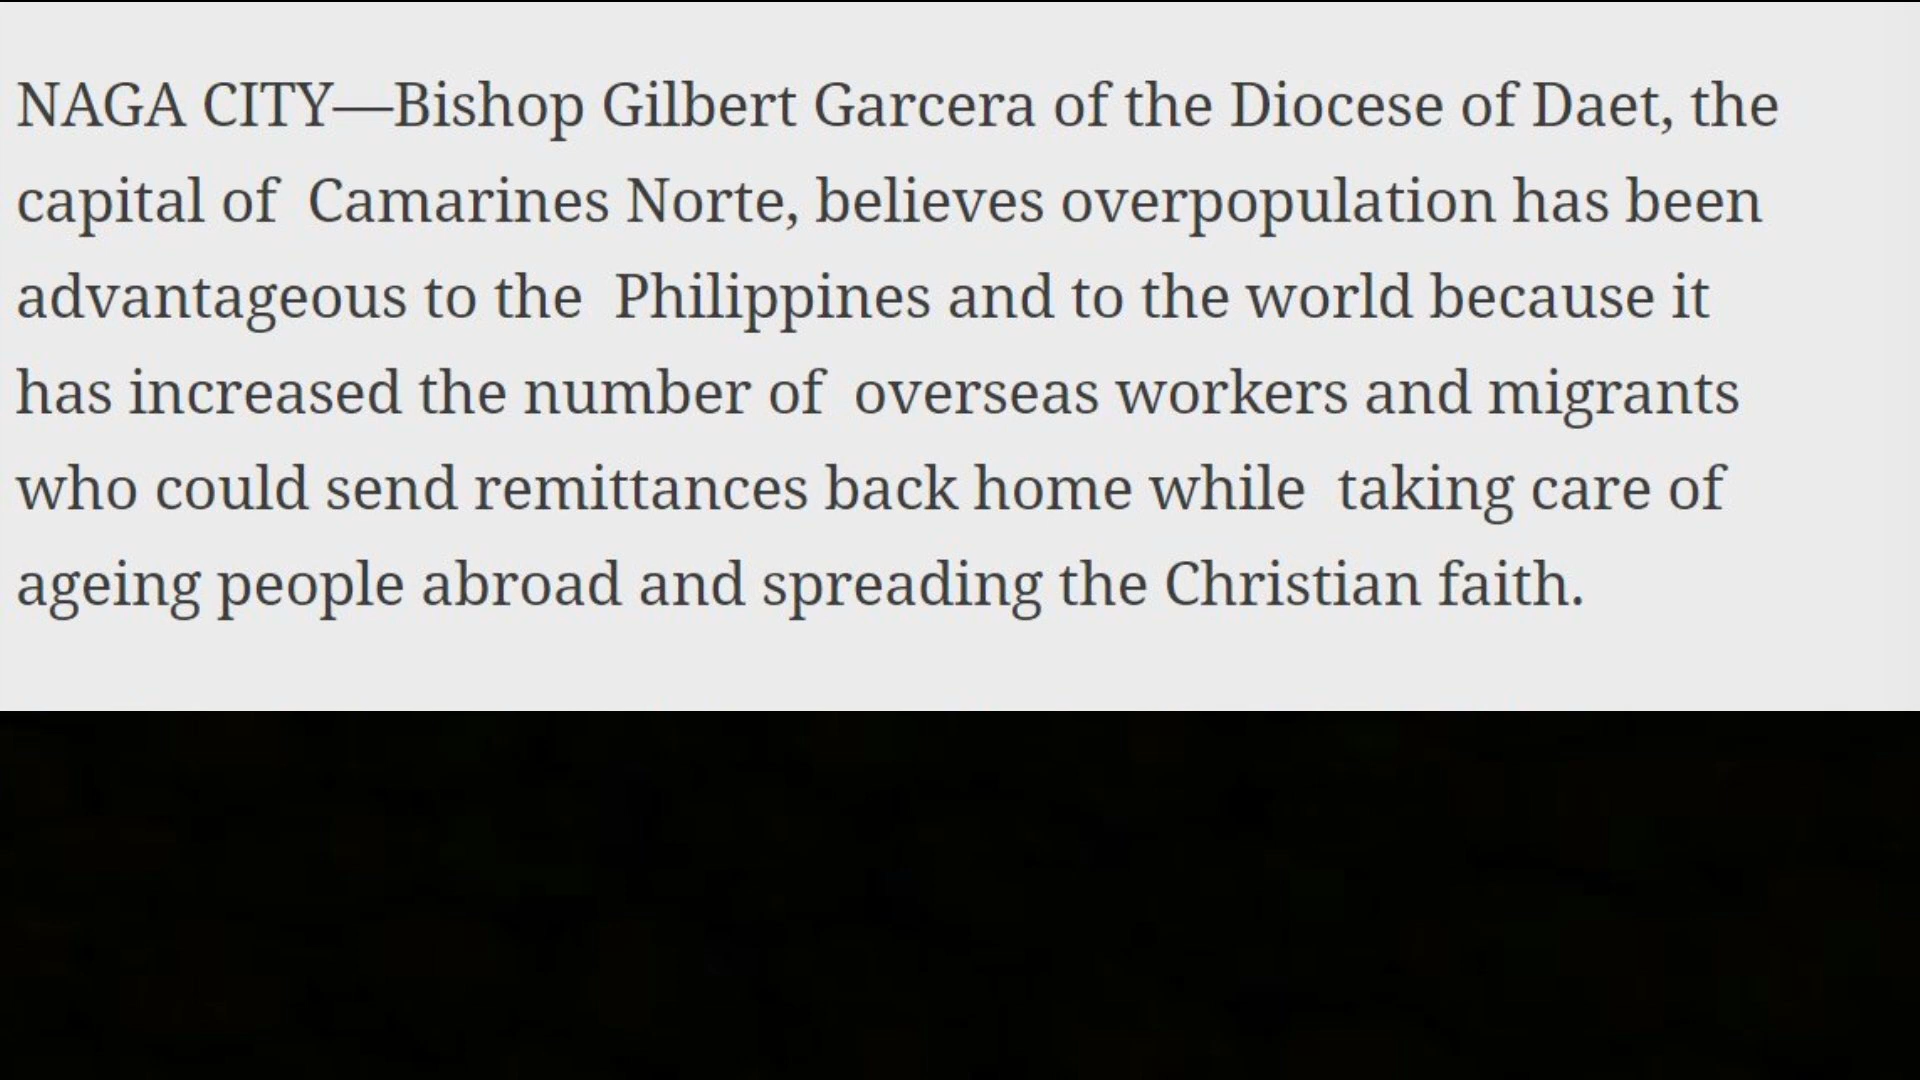 NAGA CITY—Bishop Gilbert Garcera of the Diocese of Daet, the
capital of  Camarines Norte, believes overpopulation has been
advantageous to the  Philippines and to the world because it
has increased the number of  overseas workers and migrants
who could send remittances back home while  taking care of
ageing people abroad and spreading the Christian faith.